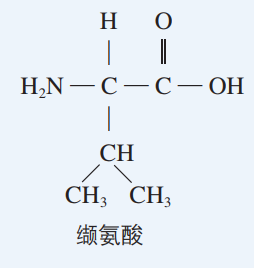 H O
H₂N — C — C — OH
CH
CH₃ CH₃
缬氨酸